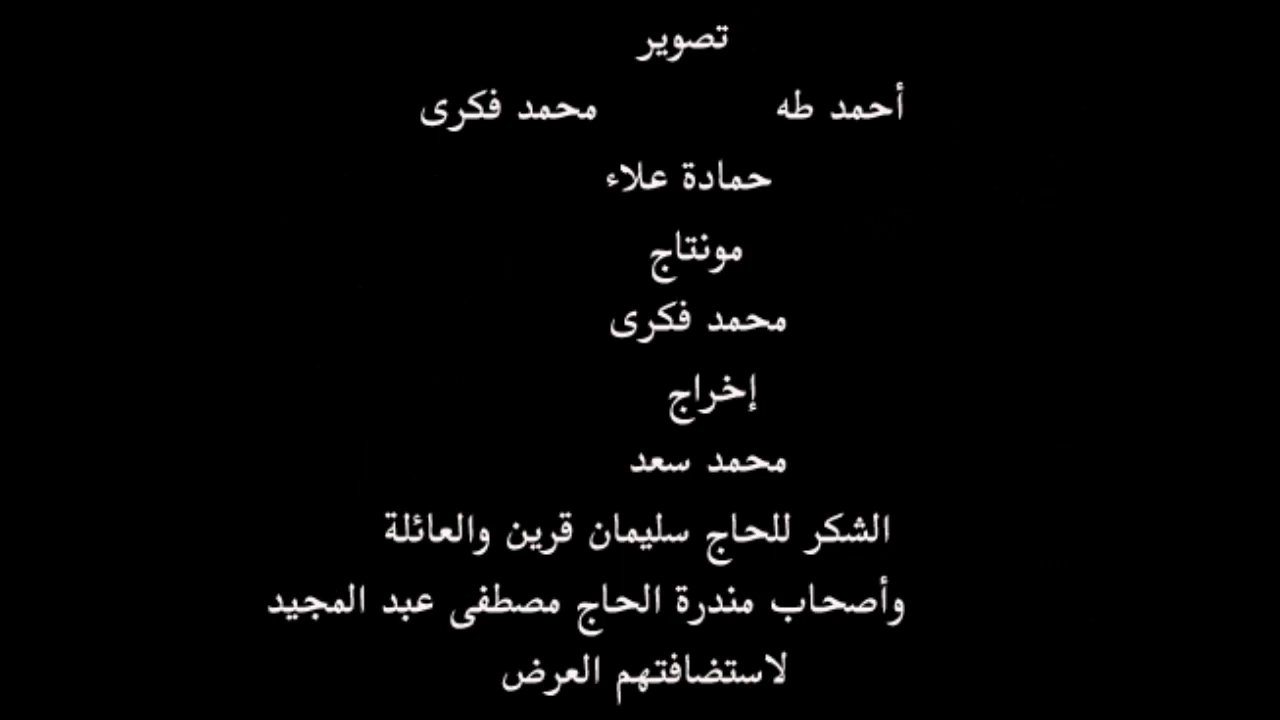 تصوير
أحمد طه محمد فكرى
حمادة علاء
مونتاج
محمد فكرى
إخراج
محمد سعد
الشكر للحاج سليمان قرين والعائلة
وأصحاب مندرة الحاج مصطفى عبد المجيد
لاستضافتهم العرض